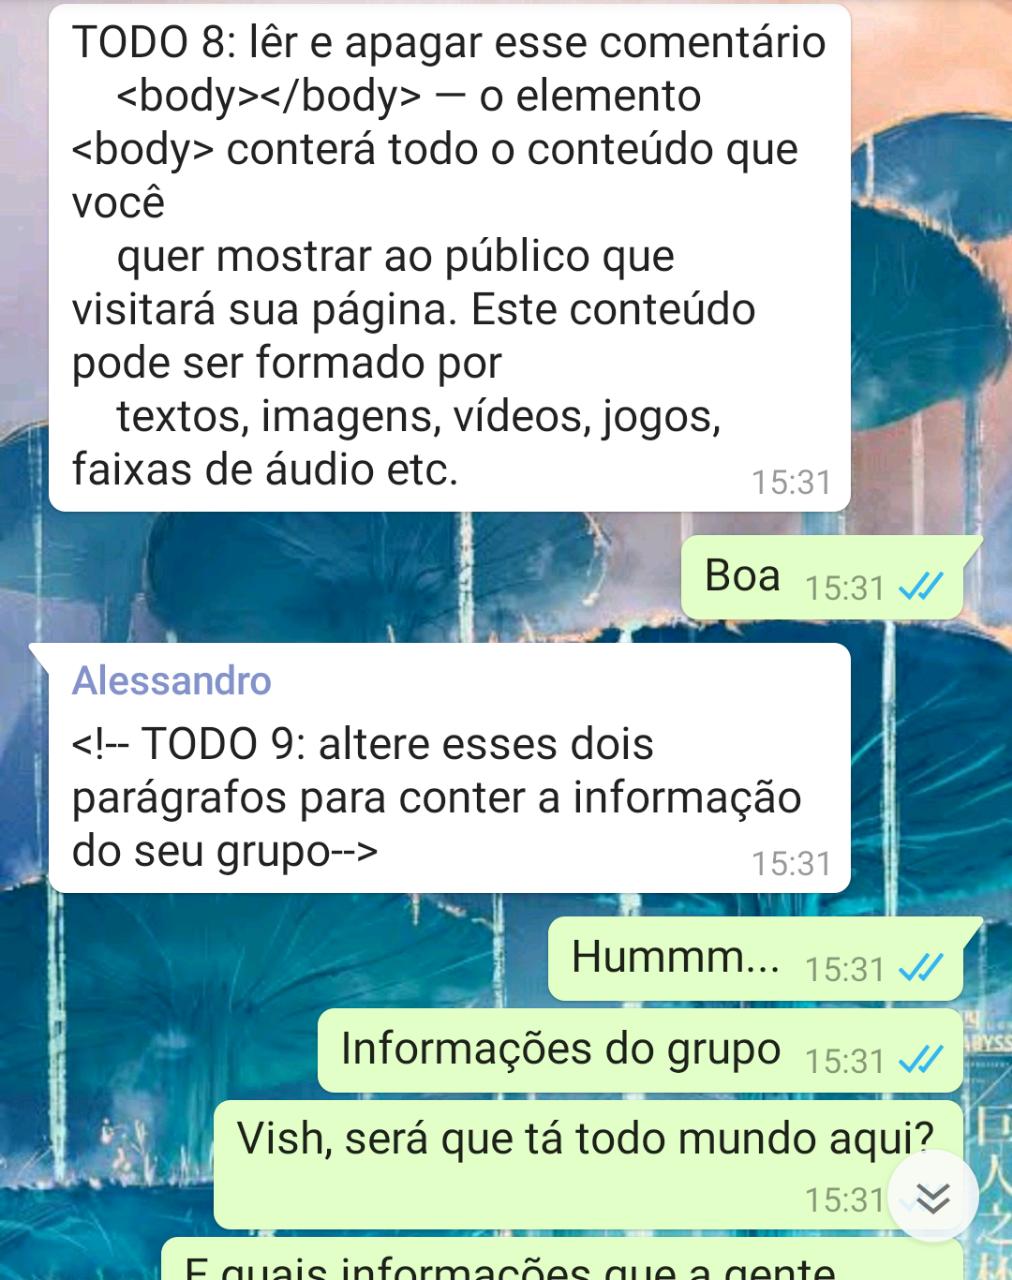 TODO 8: lêr e apagar esse comentário
<body></body> — o elemento
<body> conterá todo o conteúdo que
você
quer mostrar ao público que
visitará sua página. Este conteúdo
pode ser formado por
textos, imagens, vídeos, jogos,
faixas de áudio etc.
15:31
Boa 15:31
Alessandro
<!-- TODO 9: altere esses dois
parágrafos para conter a informação
do seu grupo-->
15:31
Hummm... 15:31
Informações do grupo 15:31
Vish, será que tá todo mundo aqui?
15:31
E quais informações que a gente